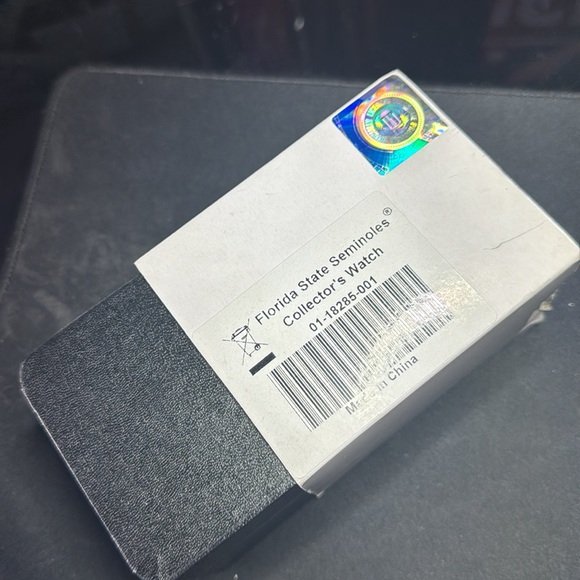 Florida State Seminoles®
Collector's Watch
01-18285-001
Made in China